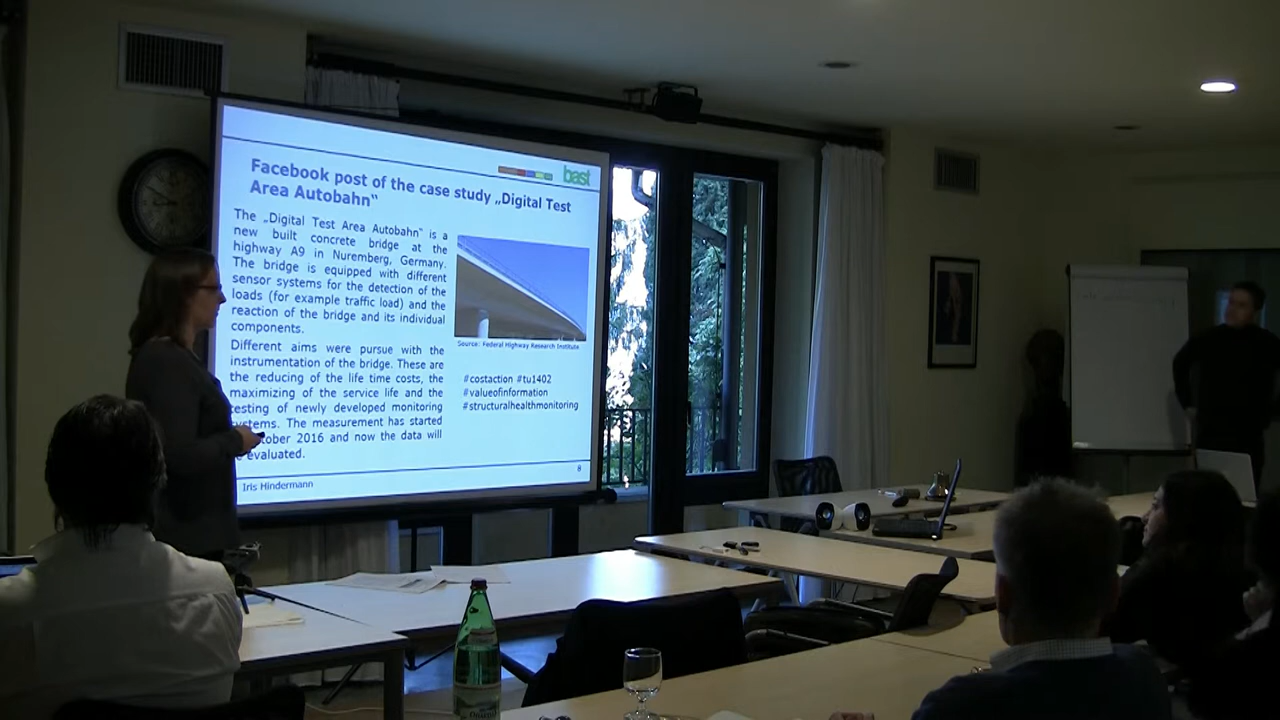 bast
Facebook post of the case study „Digital Test
Area Autobahn“
The „Digital Test Area Autobahn“ is a
new built concrete bridge at the
highway A9 in Nuremberg, Germany.
The bridge is equipped with different
sensor systems for the detection of the
loads (for example traffic load) and the
reaction of the bridge and its individual
components.
Different aims were pursue with the
instrumentation of the bridge. These are
the reducing of the life time costs, the
maximizing of the service life and the
testing of newly developed monitoring
systems. The measurement has started
2016 and now the data will
evaluated.
Source: Federal Highway Research Institute
#costaction #tu1402
#valueofinformation
#structuralhealthmonitoring
Iris Hindermann
8